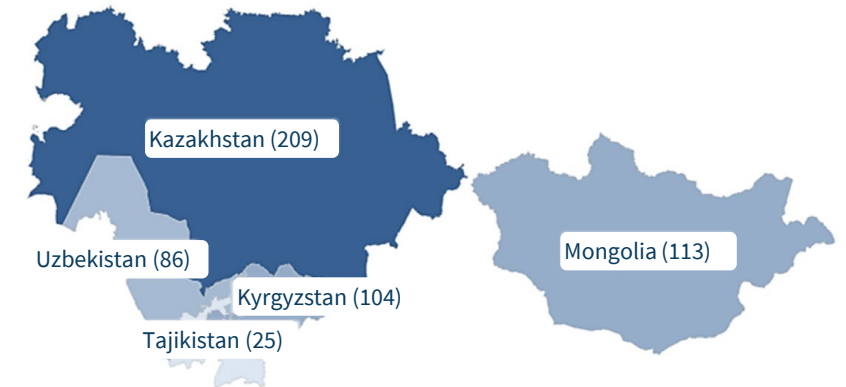 Kazakhstan (209)
Mongolia (113)
Uzbekistan (86)
Kyrgyzstan (104)
Tajikistan (25)